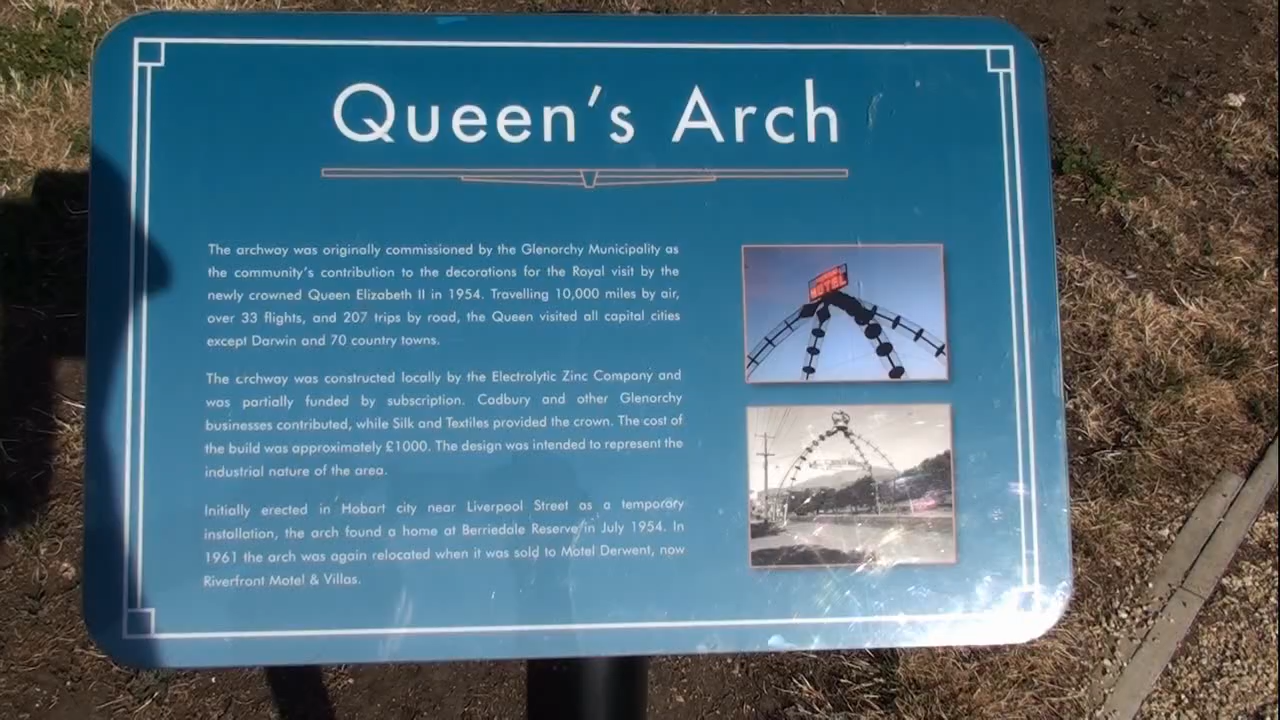 Queen's Arch
The archway was originally commissioned by the Glenorchy Municipality as
the community's contribution to the decorations for the Royal visit by the
newly crowned Queen Elizabeth II in 1954. Travelling 10,000 miles by air,
over 33 flights, and 207 trips by road, the Queen visited all capital cities
except Darwin and 70 country towns.
The archway was constructed locally by the Electrolytic Zinc Company and
was partially funded by subscription. Cadbury and other Glenorchy
businesses contributed, while Silk and Textiles provided the crown. The cost of
the build was approximately £1000. The design was intended to represent the
industrial nature of the area.
Initially erected in Hobart city near Liverpool Street as a temporary
installation, the arch found a home at Berriedale Reserve in July 1954. In
1961 the arch was again relocated when it was sold to Motel Derwent, now
Riverfront Motel & Villas.
MOTEL